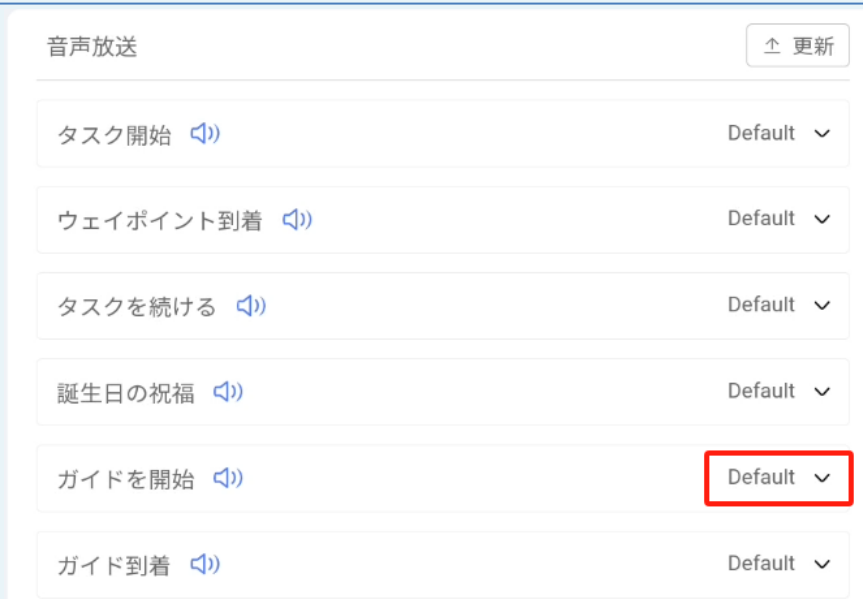 音声放送
更新
タスク開始
Default
ウェイポイント到着
Default
タスクを続ける
Default
誕生日の祝福
Default
ガイドを開始
Default
ガイド到着
Default